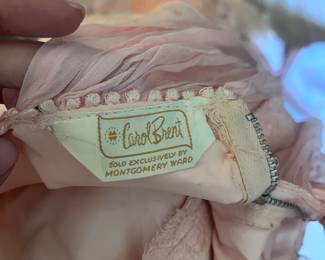 Carol Brent
SOLD EXCLUSIVELY BY
MONTGOMERY WARD